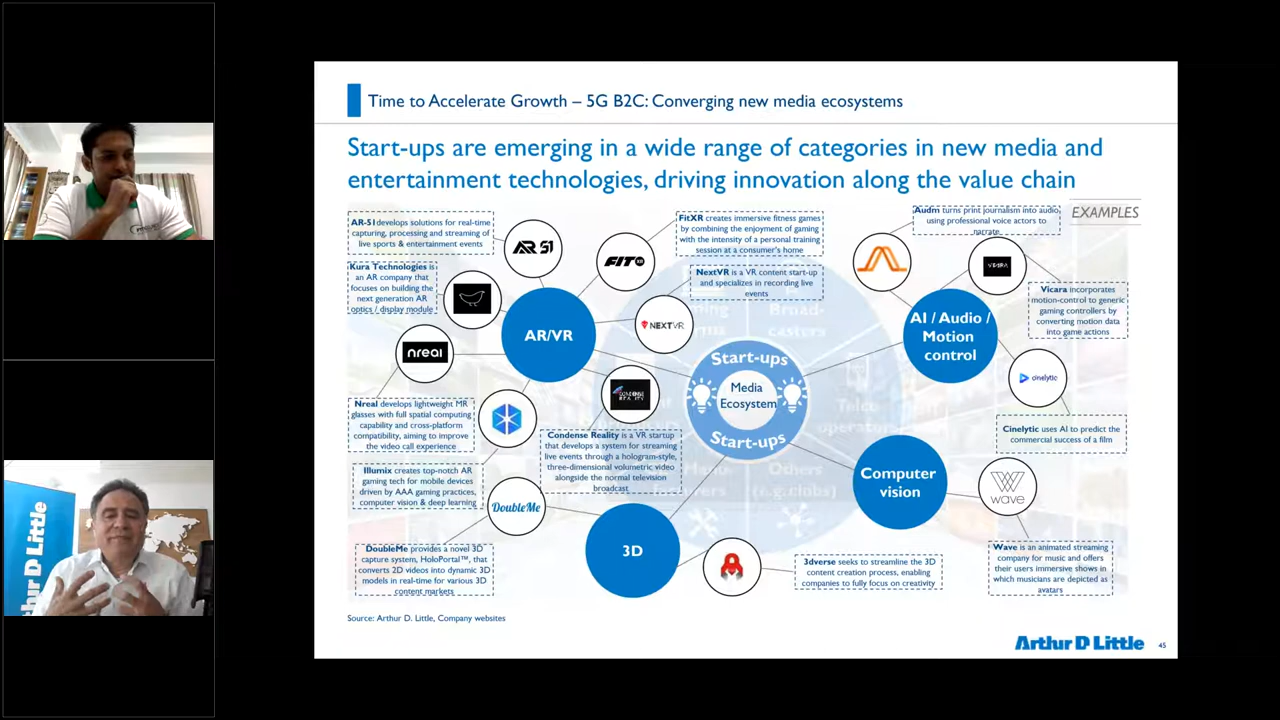 Time to Accelerate Growth – 5G B2C: Converging new media ecosystems
Start-ups are emerging in a wide range of categories in new media and
entertainment technologies, driving innovation along the value chain
EXAMPLES
AR-51develops solutions for real-time
capturing, processing and streaming of
live sports & entertainment events
AR 51
FIT XR
FitXR creates immersive fitness games
by combining the enjoyment of gaming
with the intensity of a personal training
session at a consumer's home
Audm turns print journalism into audio
using professional voice actors to
narrate
Kura Technologies is
an AR company that
focuses on building the
next generation AR
optics / display module
NextVR is a VR content start-up
and specializes in recording live
events
Vicara incorporates
motion-control to generic
gaming controllers by
converting motion data
into game actions
AR/VR
NEXTVR
AI / Audio /
Motion
control
nreal
Start-ups
Media
Ecosystem
Start-ups
CONDENSE
REALITY
cinelytic
Nreal develops lightweight MR
glasses with full spatial computing
capability and cross-platform
compatibility, aiming to improve
the video call experience
Condense Reality is a VR startup
that develops a system for streaming
live events through a hologram-style,
three-dimensional volumetric video
alongside the normal television
broadcast
Cinelytic uses AI to predict the
commercial success of a film
Illumix creates top-notch AR
gaming tech for mobile devices
driven by AAA gaming practices,
computer vision & deep learning
Others
(e.g. clubs)
Computer
vision
wave
DoubleMe
3D
DoubleMe provides a novel 3D
capture system, HoloPortal™, that
converts 2D videos into dynamic 3D
models in real-time for various 3D
content markets
3dverse seeks to streamline the 3D
content creation process, enabling
companies to fully focus on creativity
Wave is an animated streaming
company for music and offers
their users immersive shows in
which musicians are depicted as
avatars
Source: Arthur D. Little, Company websites
Arthur D Little
45